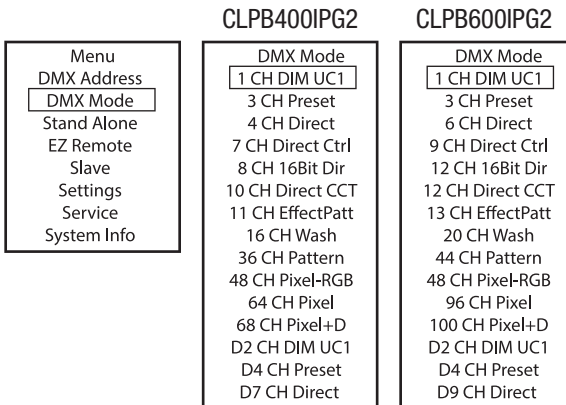 CLPB400IPG2 CLPB600IPG2
Menu
DMX Address
DMX Mode
Stand Alone
EZ Remote
Slave
Settings
Service
System Info
DMX Mode
1 CH DIM UC1
3 CH Preset
4 CH Direct
7 CH Direct Ctrl
8 CH 16Bit Dir
10 CH Direct CCT
11 CH EffectPatt
16 CH Wash
36 CH Pattern
48 CH Pixel-RGB
64 CH Pixel
68 CH Pixel+D
D2 CH DIM UC1
D4 CH Preset
D7 CH Direct
DMX Mode
1 CH DIM UC1
3 CH Preset
6 CH Direct
9 CH Direct Ctrl
12 CH 16Bit Dir
12 CH Direct CCT
13 CH EffectPatt
20 CH Wash
44 CH Pattern
48 CH Pixel-RGB
96 CH Pixel
100 CH Pixel+D
D2 CH DIM UC1
D4 CH Preset
D9 CH Direct